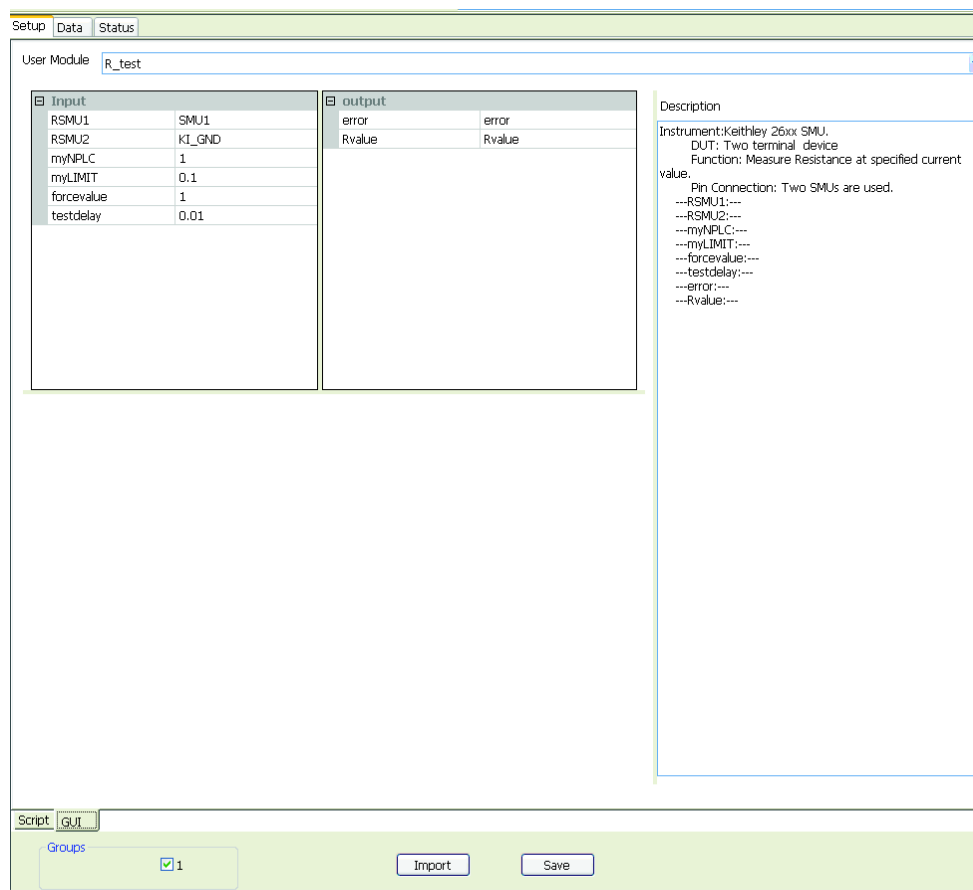 Setup Data Status
User Module R_test
Input
RSMU1 SMU1
RSMU2 KI_GND
myNPLC 1
myLIMIT 0.1
forcevalue 1
testdelay 0.01
output
error error
Rvalue Rvalue
Description
Instrument:Keithley 26xx SMU.
DUT: Two terminal device
Function: Measure Resistance at specified current
value.
Pin Connection: Two SMUs are used.
---RSMU1:---
---RSMU2:---
---myNPLC:---
---myLIMIT:---
---forcevalue:---
---testdelay:---
---error:---
---Rvalue:---
Script GUI
Groups
1
Import Save